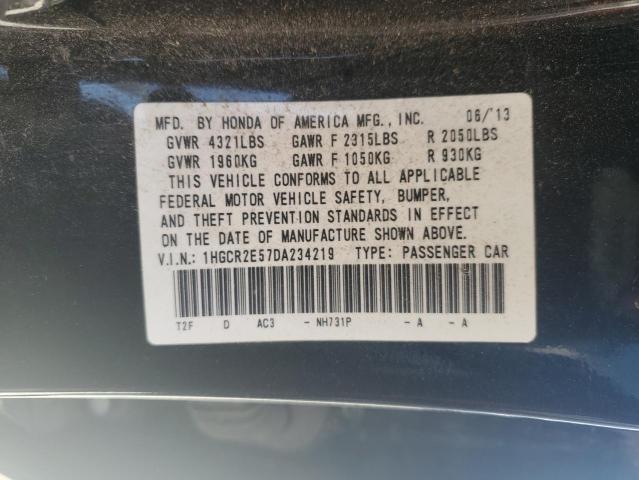 MFD. BY HONDA OF AMERICA MFG., INC. 06/'13
GVWR 4321LBS GAWR F 2315LBS R 2050LBS
GVWR 1960KG GAWR F 1050KG R 930KG
THIS VEHICLE CONFORMS TO ALL APPLICABLE
FEDERAL MOTOR VEHICLE SAFETY, BUMPER,
AND THEFT PREVENTION STANDARDS IN EFFECT
ON THE DATE OF MANUFACTURE SHOWN ABOVE.
V.I.N.: 1HGCR2E57DA234219 TYPE: PASSENGER CAR
T2F D AC3 - NH731P - A - A